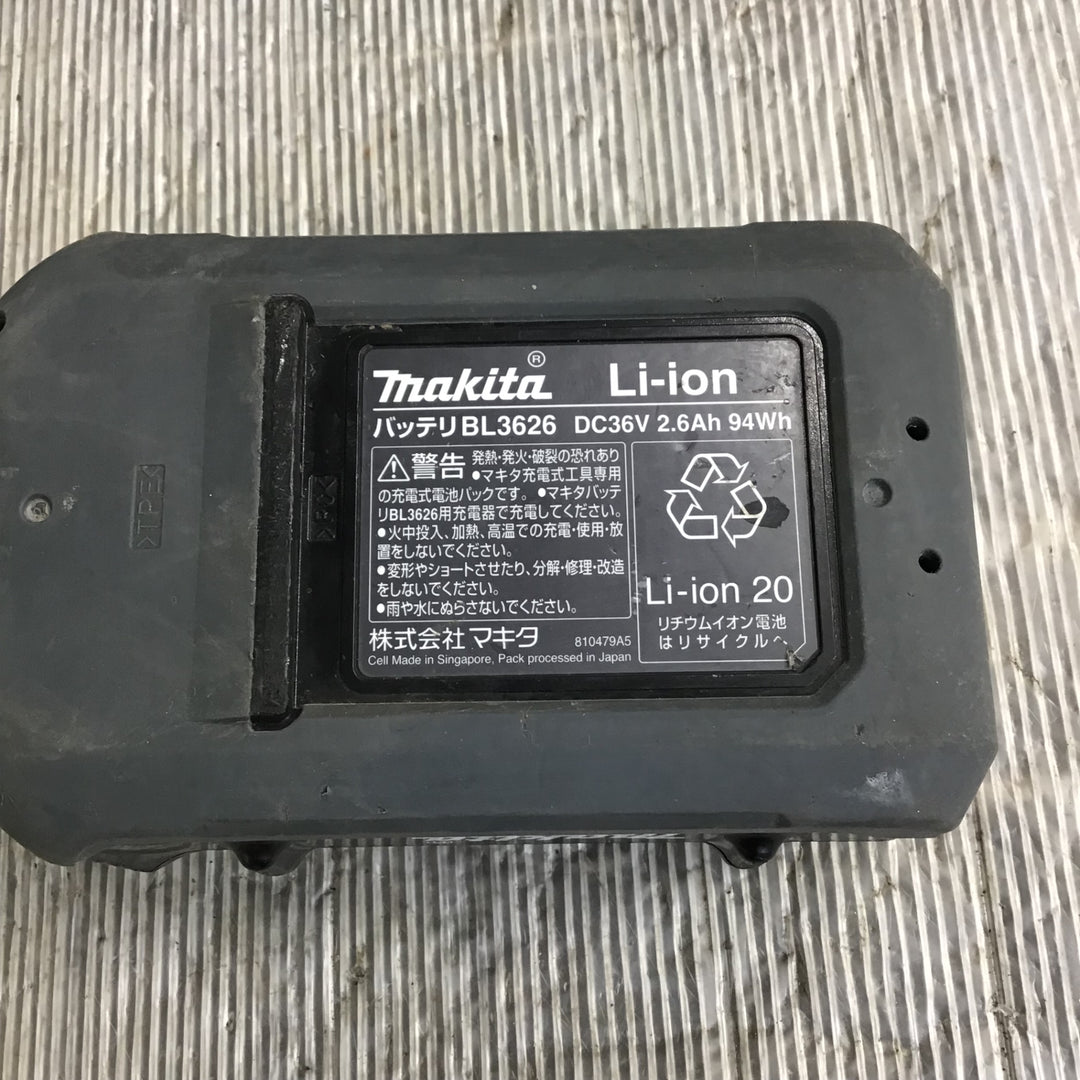 makita® Li-ion
バッテリBL3626 DC36V 2.6Ah 94Wh
⚠警告 発熱・発火・破裂の恐れあり
●マキタ充電式工具専用
の充電式電池パックです。 ●マキタバッテ
リBL3626用充電器で充電してください。
●火中投入、加熱、高温での充電・使用・放
置をしないでください。
●変形やショートさせたり、分解・修理・改造
をしないでください。
●雨や水にぬらさないでください。
株式会社マキタ 810479A5
Cell Made in Singapore, Pack processed in Japan
Li-ion 20
リチウムイオン電池
はリサイクルへ
>TPE<